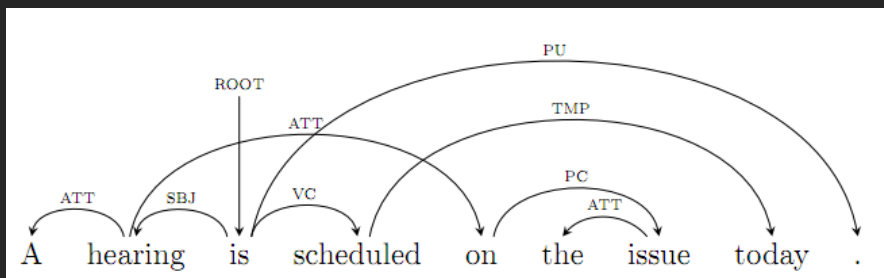 PU
ROOT
TMP
ATT
PC
ATT SBJ VC ATT
A hearing is scheduled on the issue today .